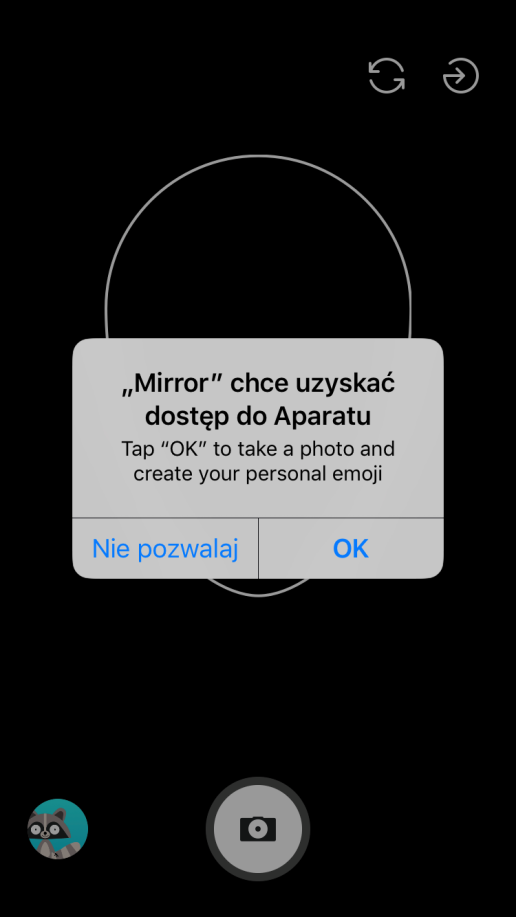 „Mirror” chce uzyskać
dostęp do Aparatu
Tap “OK” to take a photo and
create your personal emoji
Nie pozwalaj
OK